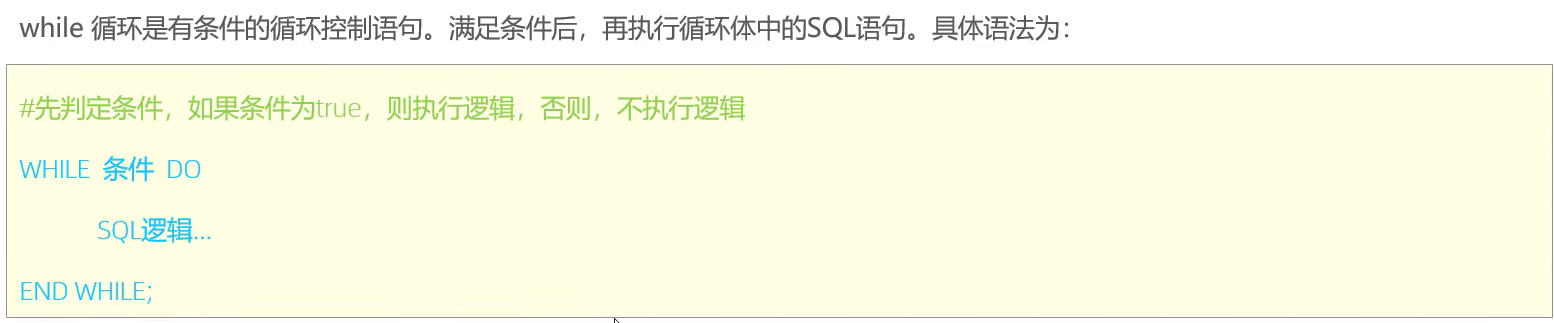 while 循环是有条件的循环控制语句。满足条件后，再执行循环体中的SQL语句。具体语法为：
#先判定条件，如果条件为true，则执行逻辑，否则，不执行逻辑
WHILE 条件 DO
SQL逻辑...
END WHILE;